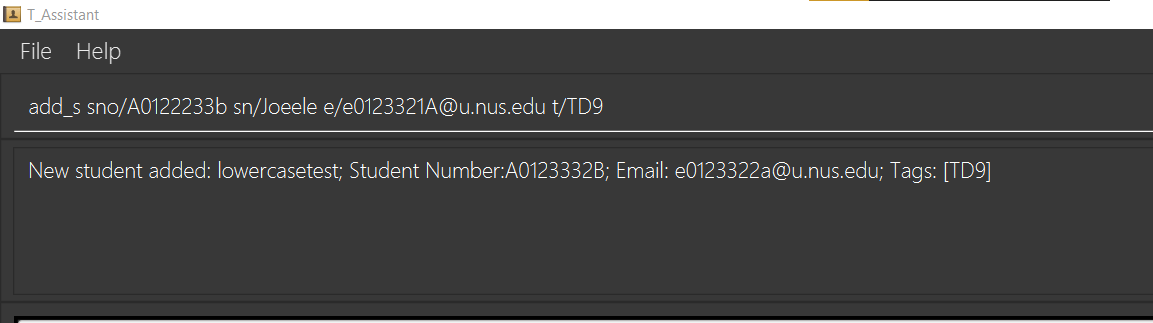 T_Assistant
File Help
add_s sno/A0122233b sn/Joeele e/e0123321A@u.nus.edu t/TD9
New student added: lowercasetest; Student Number:A0123332B; Email: e0123322a@u.nus.edu; Tags: [TD9]